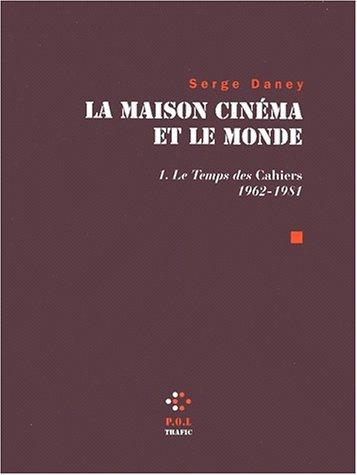 Serge Daney
LA MAISON CINÉMA
ET LE MONDE
1. Le Temps des Cahiers
1962-1981
P.O.L
TRAFIC